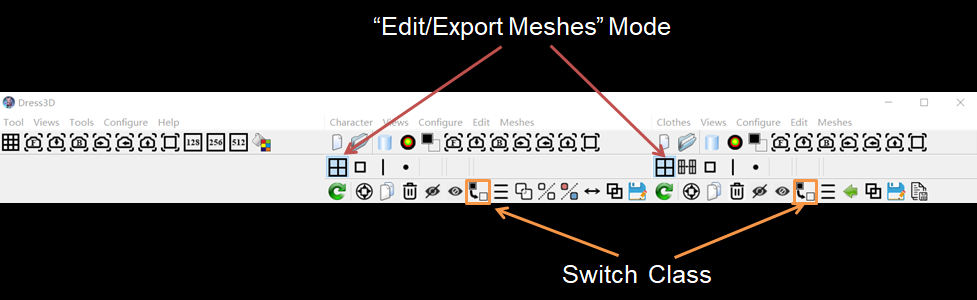 “Edit/Export Meshes” Mode
Dress3D
Tool Views Tools Configure Help
Character Views Configure Edit Meshes
Clothes Views Configure Edit Meshes
F B 128 256 512
F B
F B
Switch Class